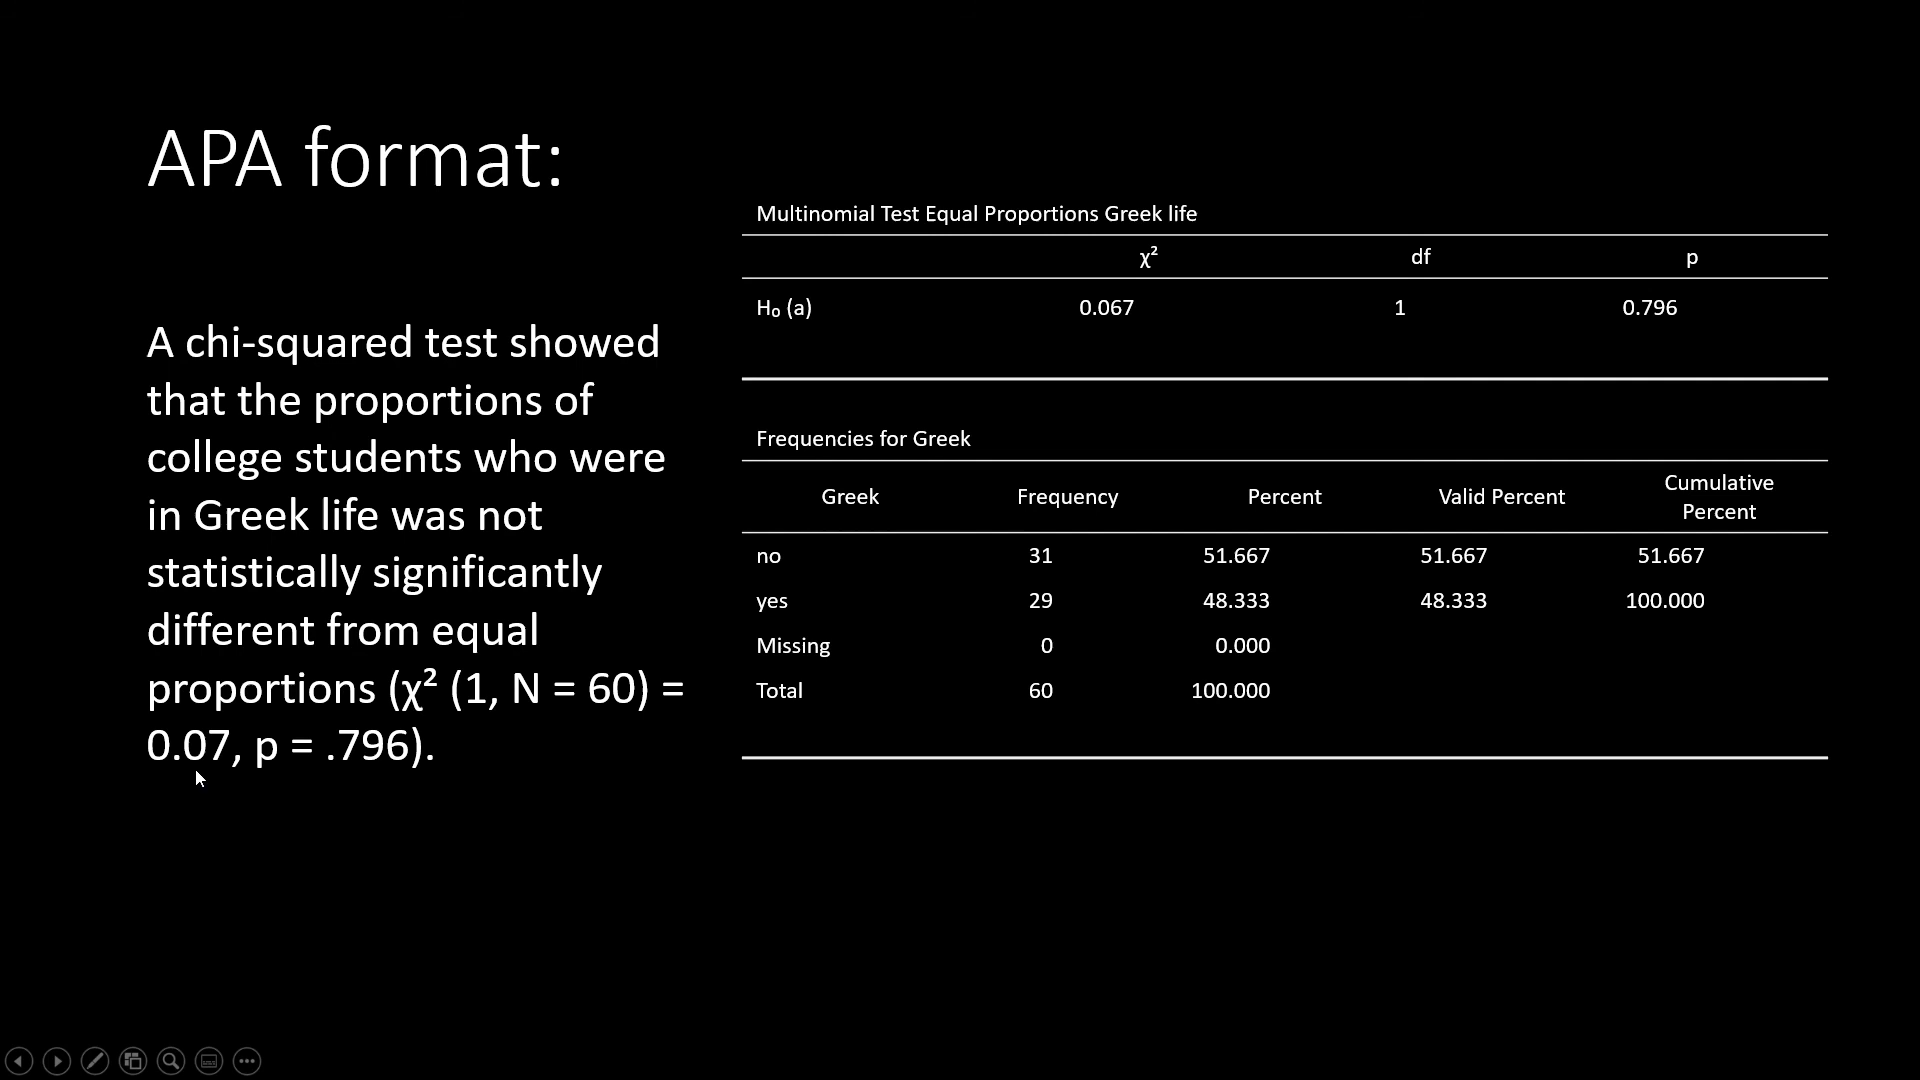 APA format:
A chi-squared test showed
that the proportions of
college students who were
in Greek life was not
statistically significantly
different from equal
proportions (χ² (1, N = 60) =
0.07, p = .796).
Multinomial Test Equal Proportions Greek life
χ² df p
H₀ (a) 0.067 1 0.796
Frequencies for Greek
Greek Frequency Percent Valid Percent Cumulative Percent
no 31 51.667 51.667 51.667
yes 29 48.333 48.333 100.000
Missing 0 0.000
Total 60 100.000